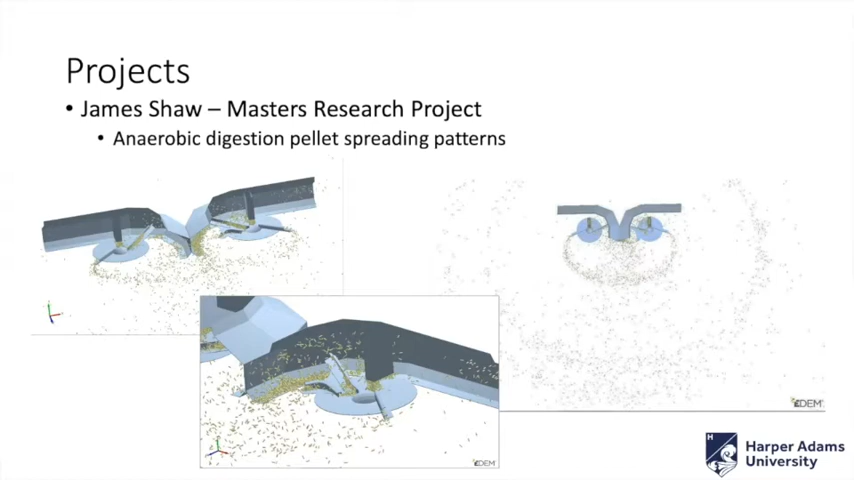 Projects
• James Shaw – Masters Research Project
• Anaerobic digestion pellet spreading patterns
EDEM
EDEM
H
Harper Adams
University